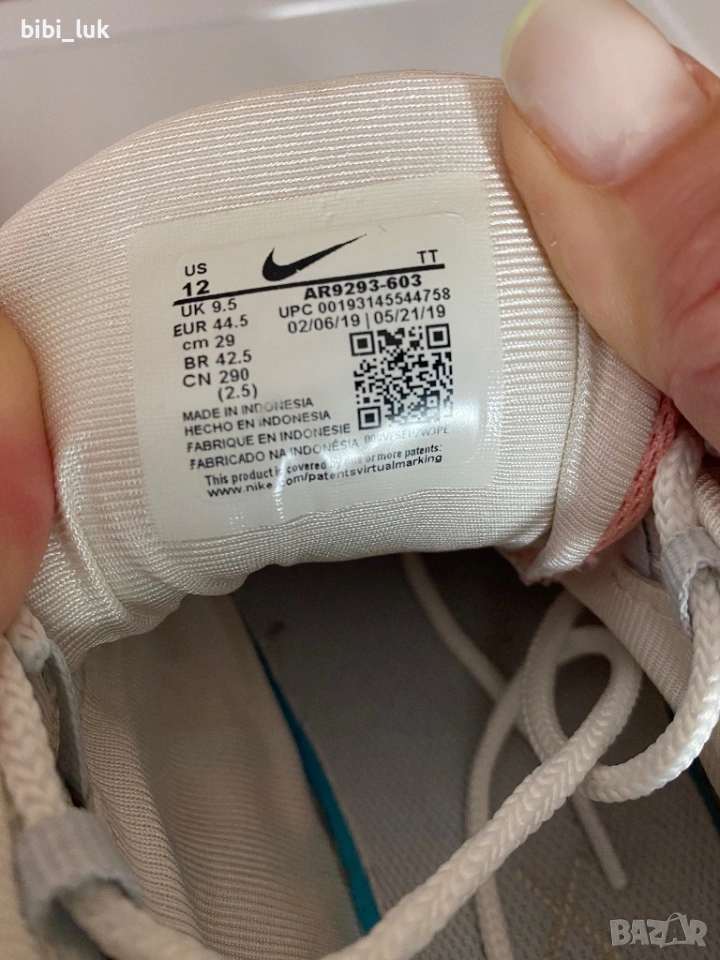 bibi_luk
US
12
TT
AR9293-603
UK 9.5
UPC 00193145544758
EUR 44.5
02/06/19 | 05/21/19
cm 29
BR 42.5
CN 290
(2.5)
MADE IN INDONESIA
HECHO EN INDONESIA
FABRIQUE EN INDONESIE
FABRICADO NA INDONÉSIA
This product is covered by one or more patents:
www.nike.com/patentsvirtualmarking
BAZAR